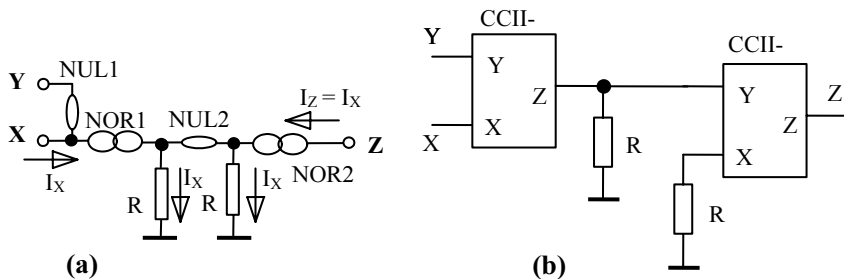 Y
NUL1
X
NOR1
NUL2
I_Z = I_X
Z
NOR2
I_X
I_X
I_X
R
R
(a)
CCII-
Y
Y
Z
X
X
R
CCII-
Y
Z
Z
X
R
(b)